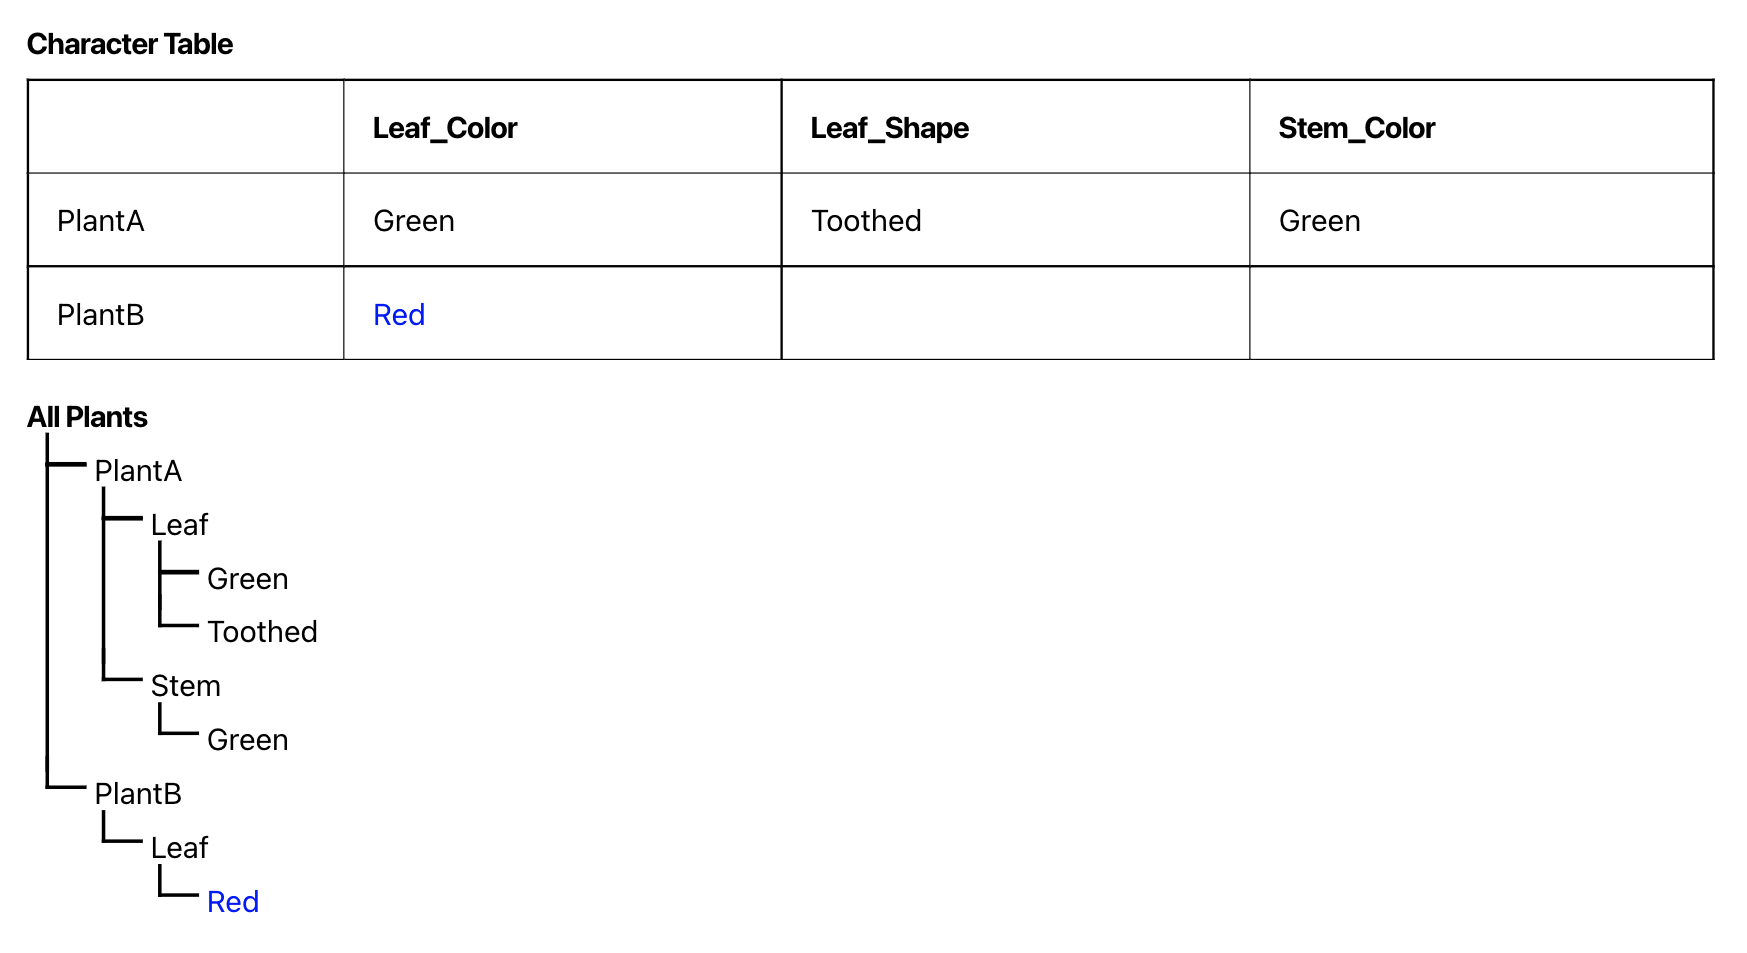 Character Table
Leaf_Color Leaf_Shape Stem_Color
PlantA Green Toothed Green
PlantB Red
All Plants
PlantA
Leaf
Green
Toothed
Stem
Green
PlantB
Leaf
Red